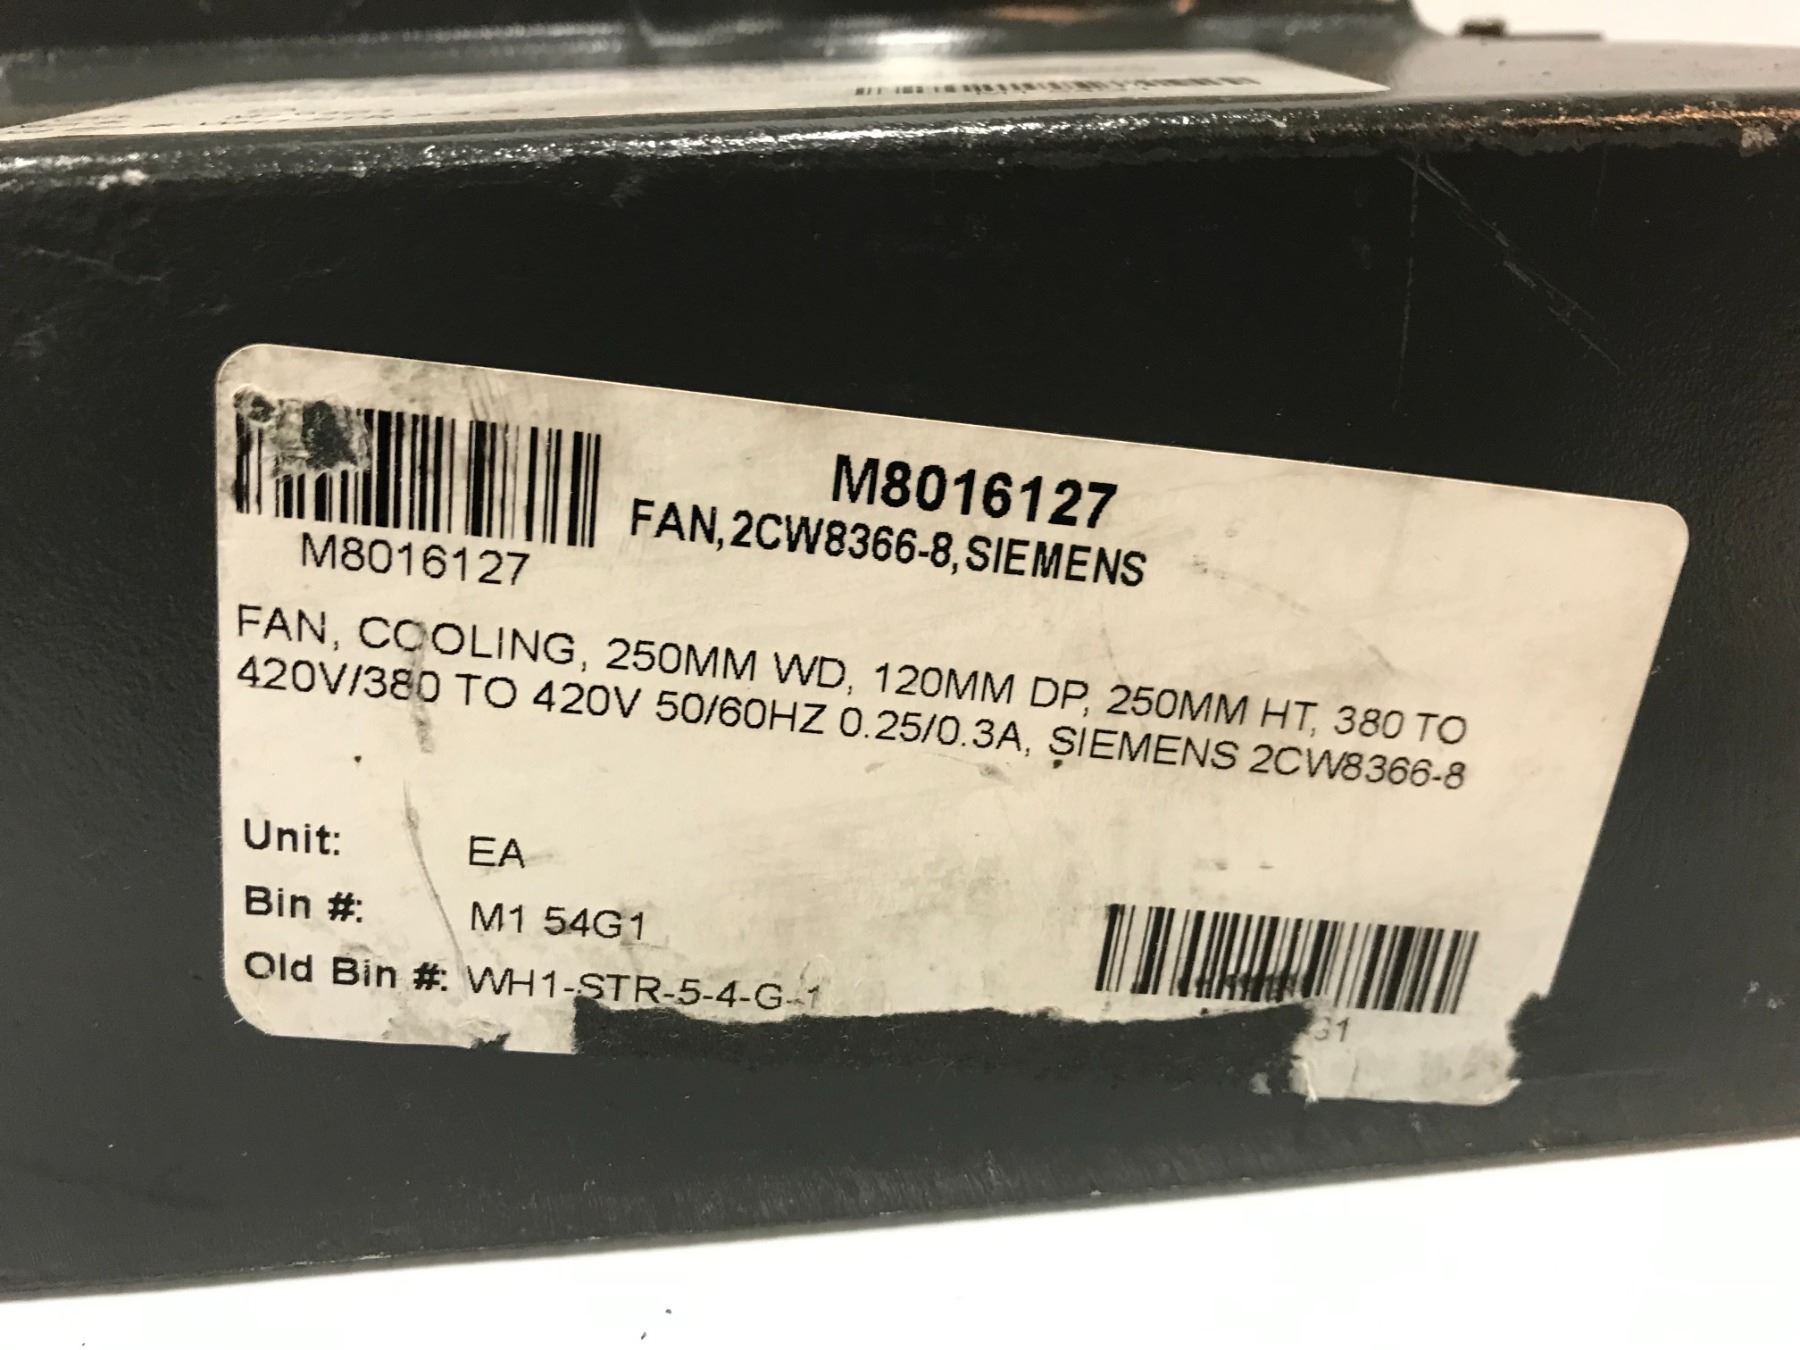 M8016127
M8016127
FAN,2CW8366-8,SIEMENS
FAN, COOLING, 250MM WD, 120MM DP, 250MM HT, 380 TO
420V/380 TO 420V 50/60HZ 0.25/0.3A, SIEMENS 2CW8366-8
Unit: EA
Bin #: M1 54G1
Old Bin #: WH1-STR-5-4-G-1
G1